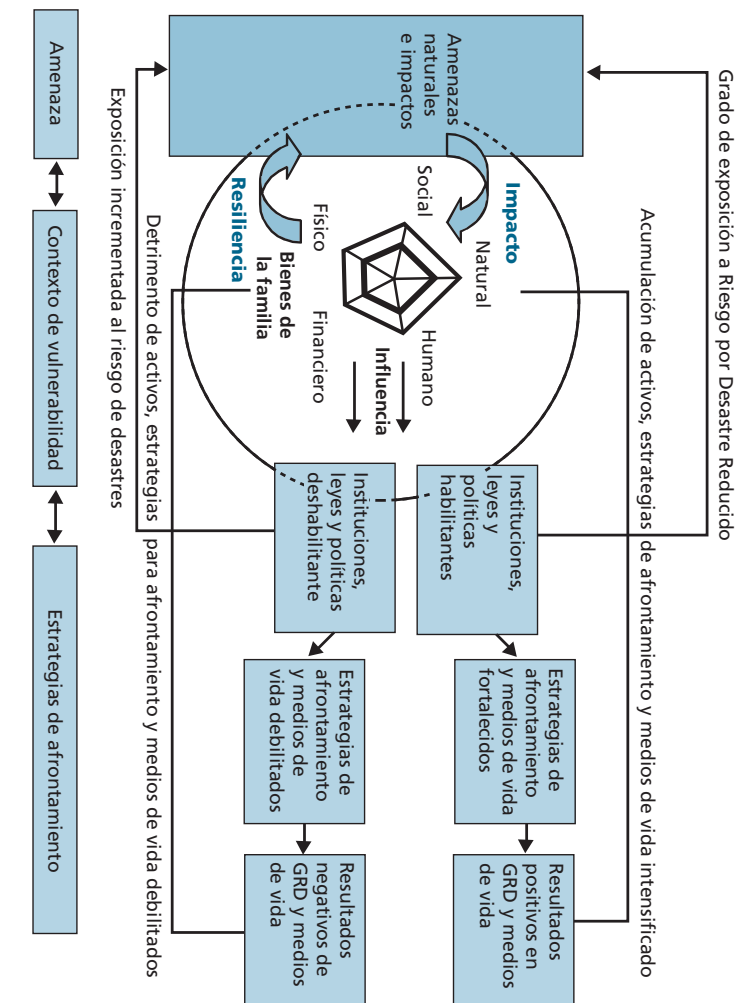 Grado de exposición a Riesgo por Desastre Reducido
Acumulación de activos, estrategias de afrontamiento y medios de vida intensificado
Amenazas
naturales
e impactos
Impacto
Social
Natural
Humano
Físico
Financiero
Resiliencia
Bienes de
la familia
Influencia
Instituciones,
leyes y
políticas
habilitantes
Estrategias de
afrontamiento
y medios de vida
fortalecidos
Resultados
positivos en
GRD y medios
de vida
Instituciones,
leyes y políticas
deshabilitante
Estrategias de
afrontamiento
y medios de
vida debilitados
Resultados
negativos de
GRD y medios
de vida
Detrimento de activos, estrategias para afrontamiento y medios de vida debilitados
Exposición incrementada al riesgo de desastres
Amenaza
Contexto de vulnerabilidad
Estrategias de afrontamiento